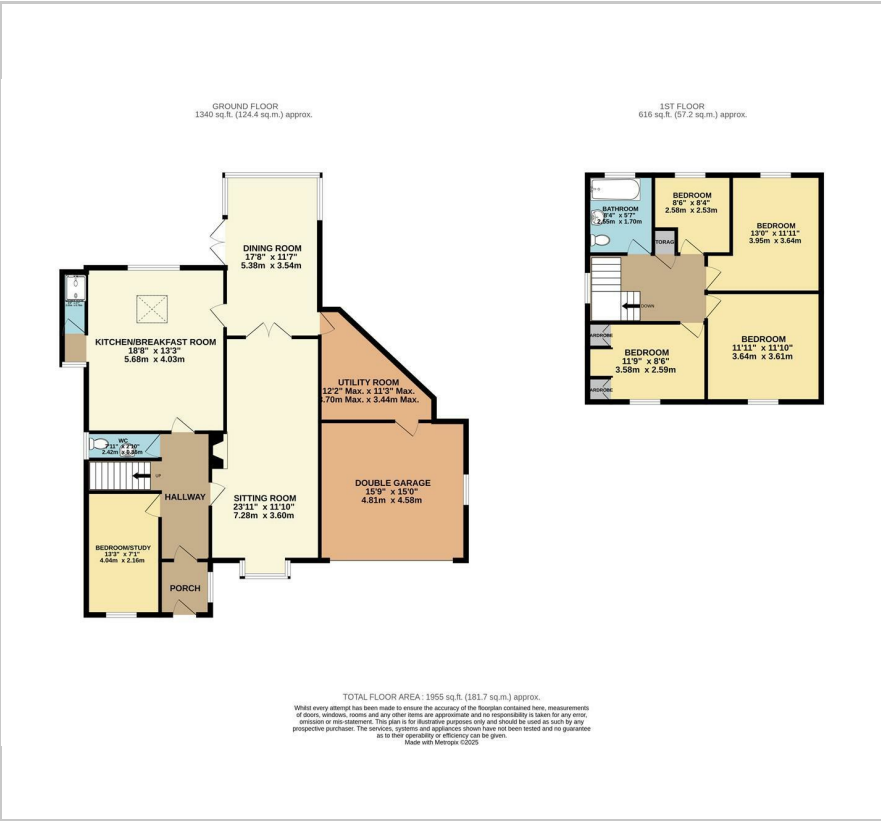 GROUND FLOOR
1340 sq.ft. (124.4 sq.m.) approx.
1ST FLOOR
616 sq.ft. (57.2 sq.m.) approx.
DINING ROOM
17'8" x 11'7"
5.38m x 3.54m
KITCHEN/BREAKFAST ROOM
18'8" x 13'3"
5.68m x 4.03m
UTILITY ROOM
12'2" Max. x 11'3" Max.
3.70m Max. x 3.44m Max.
WC
7'11" x 2'10"
2.42m x 0.86m
UP
HALLWAY
SITTING ROOM
23'11" x 11'10"
7.28m x 3.60m
DOUBLE GARAGE
15'9" x 15'0"
4.81m x 4.58m
BEDROOM/STUDY
13'3" x 7'1"
4.04m x 2.16m
PORCH
BATHROOM
8'4" x 5'7"
2.55m x 1.70m
BEDROOM
8'6" x 8'4"
2.58m x 2.53m
BEDROOM
13'0" x 11'11"
3.95m x 3.64m
TORAG
DOWN
ARDROBE
BEDROOM
11'9" x 8'6"
3.58m x 2.59m
ARDROBE
BEDROOM
11'11" x 11'10"
3.64m x 3.61m
TOTAL FLOOR AREA : 1955 sq.ft. (181.7 sq.m.) approx.
Whilst every attempt has been made to ensure the accuracy of the floorplan contained here, measurements
of doors, windows, rooms and any other items are approximate and no responsibility is taken for any error,
omission or mis-statement. This plan is for illustrative purposes only and should be used as such by any
prospective purchaser. The services, systems and appliances shown have not been tested and no guarantee
as to their operability or efficiency can be given.
Made with Metropix ©2025